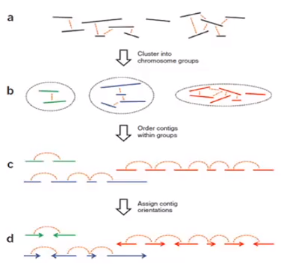 a
Cluster into
chromosome groups
b
Order contigs
within groups
c
Assign contig
orientations
d